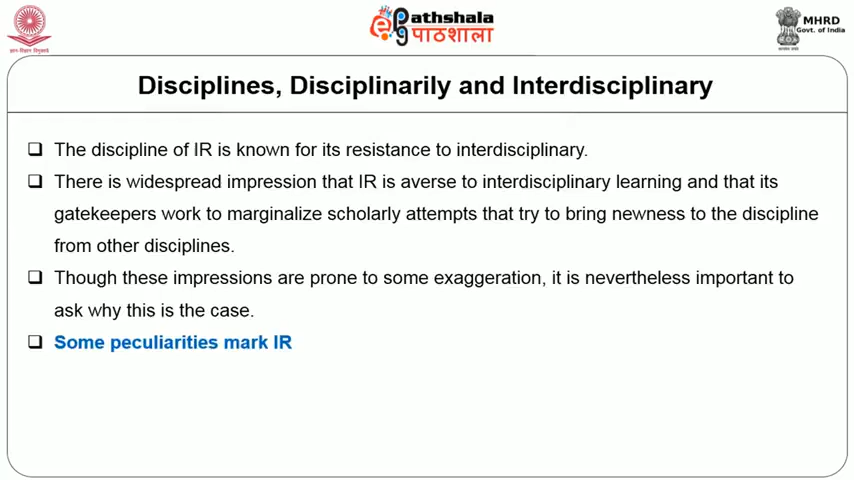 ePathshala
पाठशाला
MHRD
Govt. of India
Disciplines, Disciplinarily and Interdisciplinary
The discipline of IR is known for its resistance to interdisciplinary.
There is widespread impression that IR is averse to interdisciplinary learning and that its
gatekeepers work to marginalize scholarly attempts that try to bring newness to the discipline
from other disciplines.
Though these impressions are prone to some exaggeration, it is nevertheless important to
ask why this is the case.
Some peculiarities mark IR